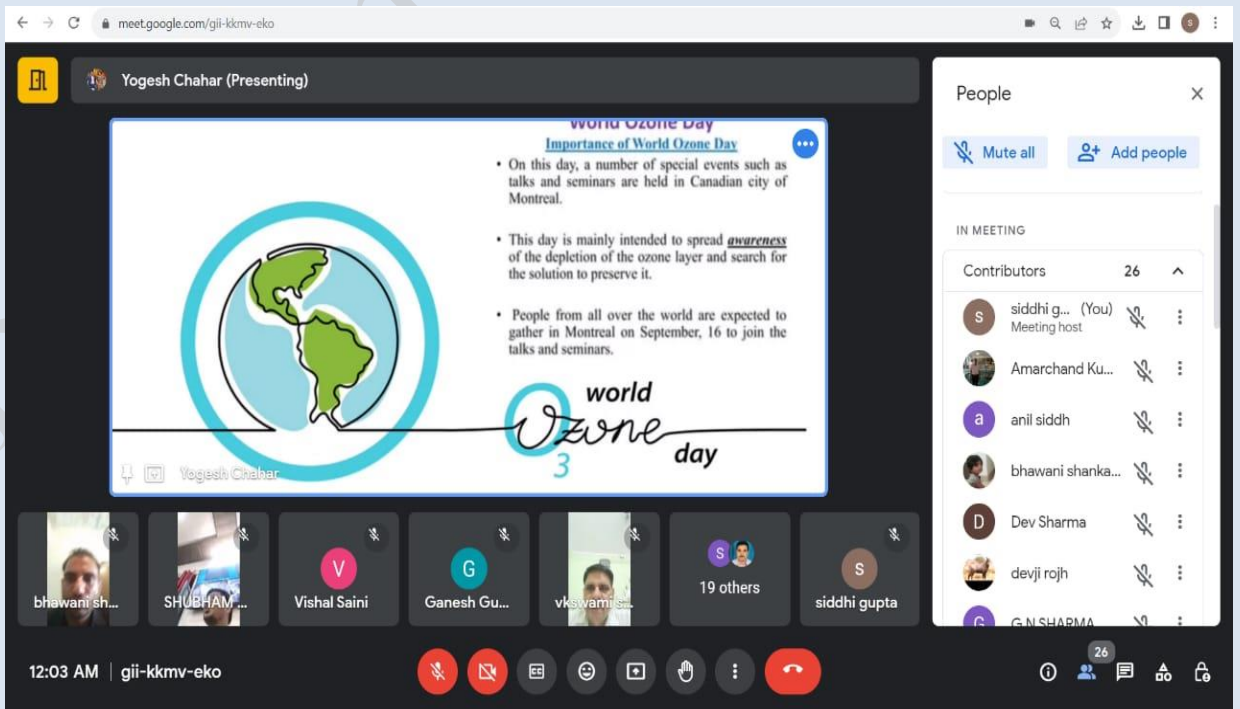 meet.google.com/gii-kkmv-eko
s
Yogesh Chahar (Presenting)
World Ozone Day
Importance of World Ozone Day
• On this day, a number of special events such as
talks and seminars are held in Canadian city of
Montreal.
• This day is mainly intended to spread awareness
of the depletion of the ozone layer and search for
the solution to preserve it.
• People from all over the world are expected to
gather in Montreal on September, 16 to join the
talks and seminars.
world
Ozone
3
day
Yogesh Chahar
bhawani sh...
SHUBHAM ...
V
Vishal Saini
G
Ganesh Gu...
vkswami s...
S
19 others
s
siddhi gupta
People
Mute all
Add people
IN MEETING
Contributors 26
s
siddhi g... (You)
Meeting host
Amarchand Ku...
a
anil siddh
bhawani shanka...
D
Dev Sharma
devji rojh
G
G N SHARMA
12:03 AM | gii-kkmv-eko
CC
26